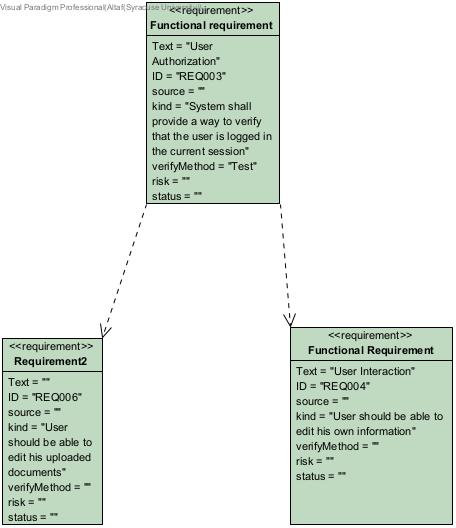 Visual Paradigm Professional(Altaf(Syracuse University))
<<requirement>>
Functional requirement
Text = "User
Authorization"
ID = "REQ003"
source = ""
kind = "System shall
provide a way to verify
that the user is logged in
the current session"
verifyMethod = "Test"
risk = ""
status = ""
<<requirement>>
Requirement2
Text = ""
ID = "REQ006"
source = ""
kind = "User
should be able to
edit his uploaded
documents"
verifyMethod = ""
risk = ""
status = ""
<<requirement>>
Functional Requirement
Text = "User Interaction"
ID = "REQ004"
source = ""
kind = "User should be able to
edit his own information"
verifyMethod = ""
risk = ""
status = ""